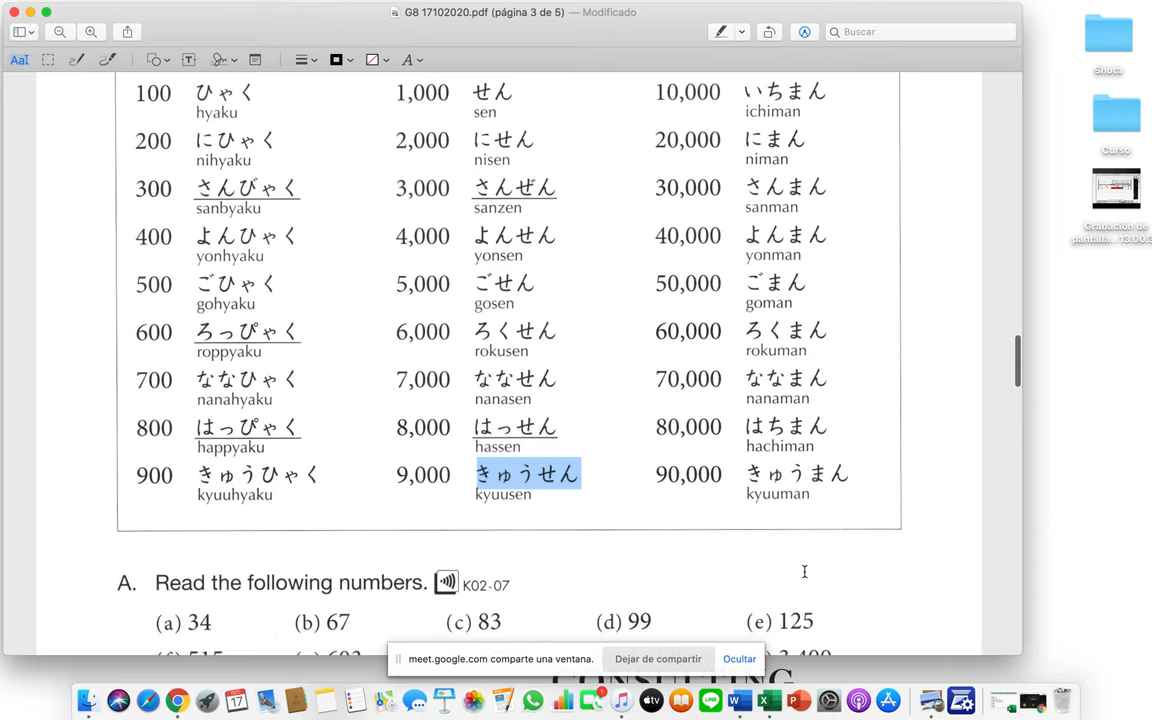 G8 17102020.pdf (página 3 de 5) — Modificado
Buscar
Shota
Curso
Grabación de
pantalla...13.00.3
100 ひゃく 1,000 せん 10,000 いちまん
hyaku sen ichiman
200 にひゃく 2,000 にせん 20,000 にまん
nihyaku nisen niman
300 さんびゃく 3,000 さんぜん 30,000 さんまん
sanbyaku sanzen sanman
400 よんひゃく 4,000 よんせん 40,000 よんまん
yonhyaku yonsen yonman
500 ごひゃく 5,000 ごせん 50,000 ごまん
gohyaku gosen goman
600 ろっぴゃく 6,000 ろくせん 60,000 ろくまん
roppyaku rokusen rokuman
700 ななひゃく 7,000 ななせん 70,000 ななまん
nanahyaku nanasen nanaman
800 はっぴゃく 8,000 はっせん 80,000 はちまん
happyaku hassen hachiman
900 きゅうひゃく 9,000 きゅうせん 90,000 きゅうまん
kyuuhyaku kyuusen kyuuman
A. Read the following numbers. K02-07
(a) 34 (b) 67 (c) 83 (d) 99 (e) 125
meet.google.com comparte una ventana. Dejar de compartir Ocultar
CONSULTING